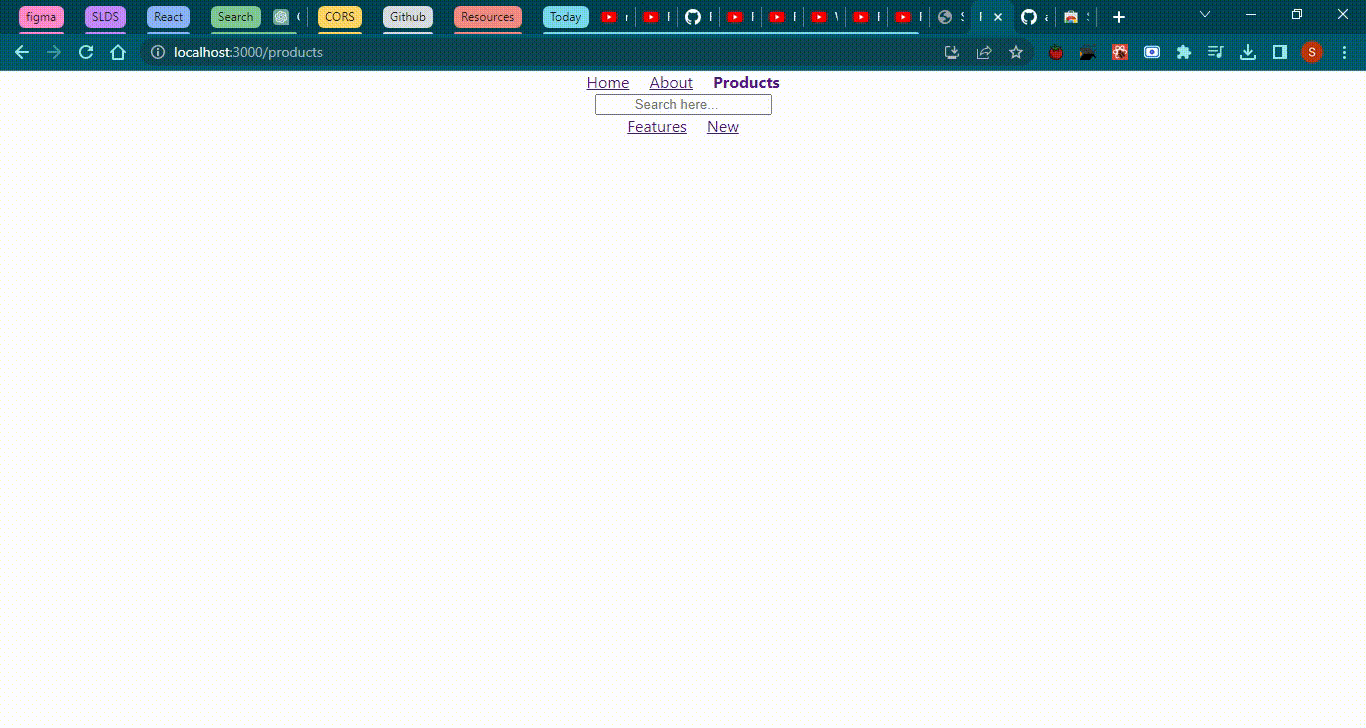 figma SLDS React Search CORS Github Resources Today
localhost:3000/products S
Home About Products
Search here...
Features New